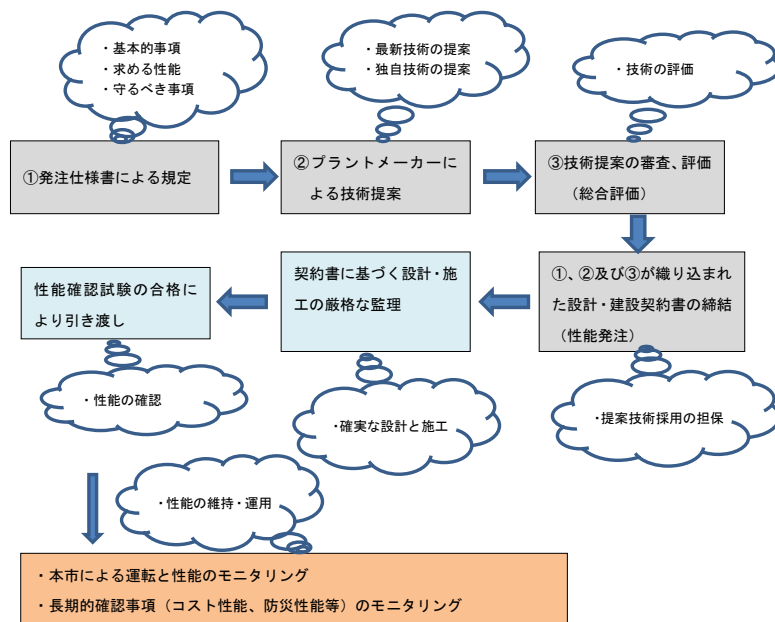 ・基本的事項
・求める性能
・守るべき事項
・最新技術の提案
・独自技術の提案
・技術の評価
①発注仕様書による規定
②プラントメーカーに
よる技術提案
③技術提案の審査、評価
（総合評価）
①、②及び③が織り込まれ
た設計・建設契約書の締結
（性能発注）
契約書に基づく設計・施
工の厳格な監理
性能確認試験の合格に
より引き渡し
・性能の確認
・確実な設計と施工
・提案技術採用の担保
・性能の維持・運用
・本市による運転と性能のモニタリング
・長期的確認事項（コスト性能、防災性能等）のモニタリング